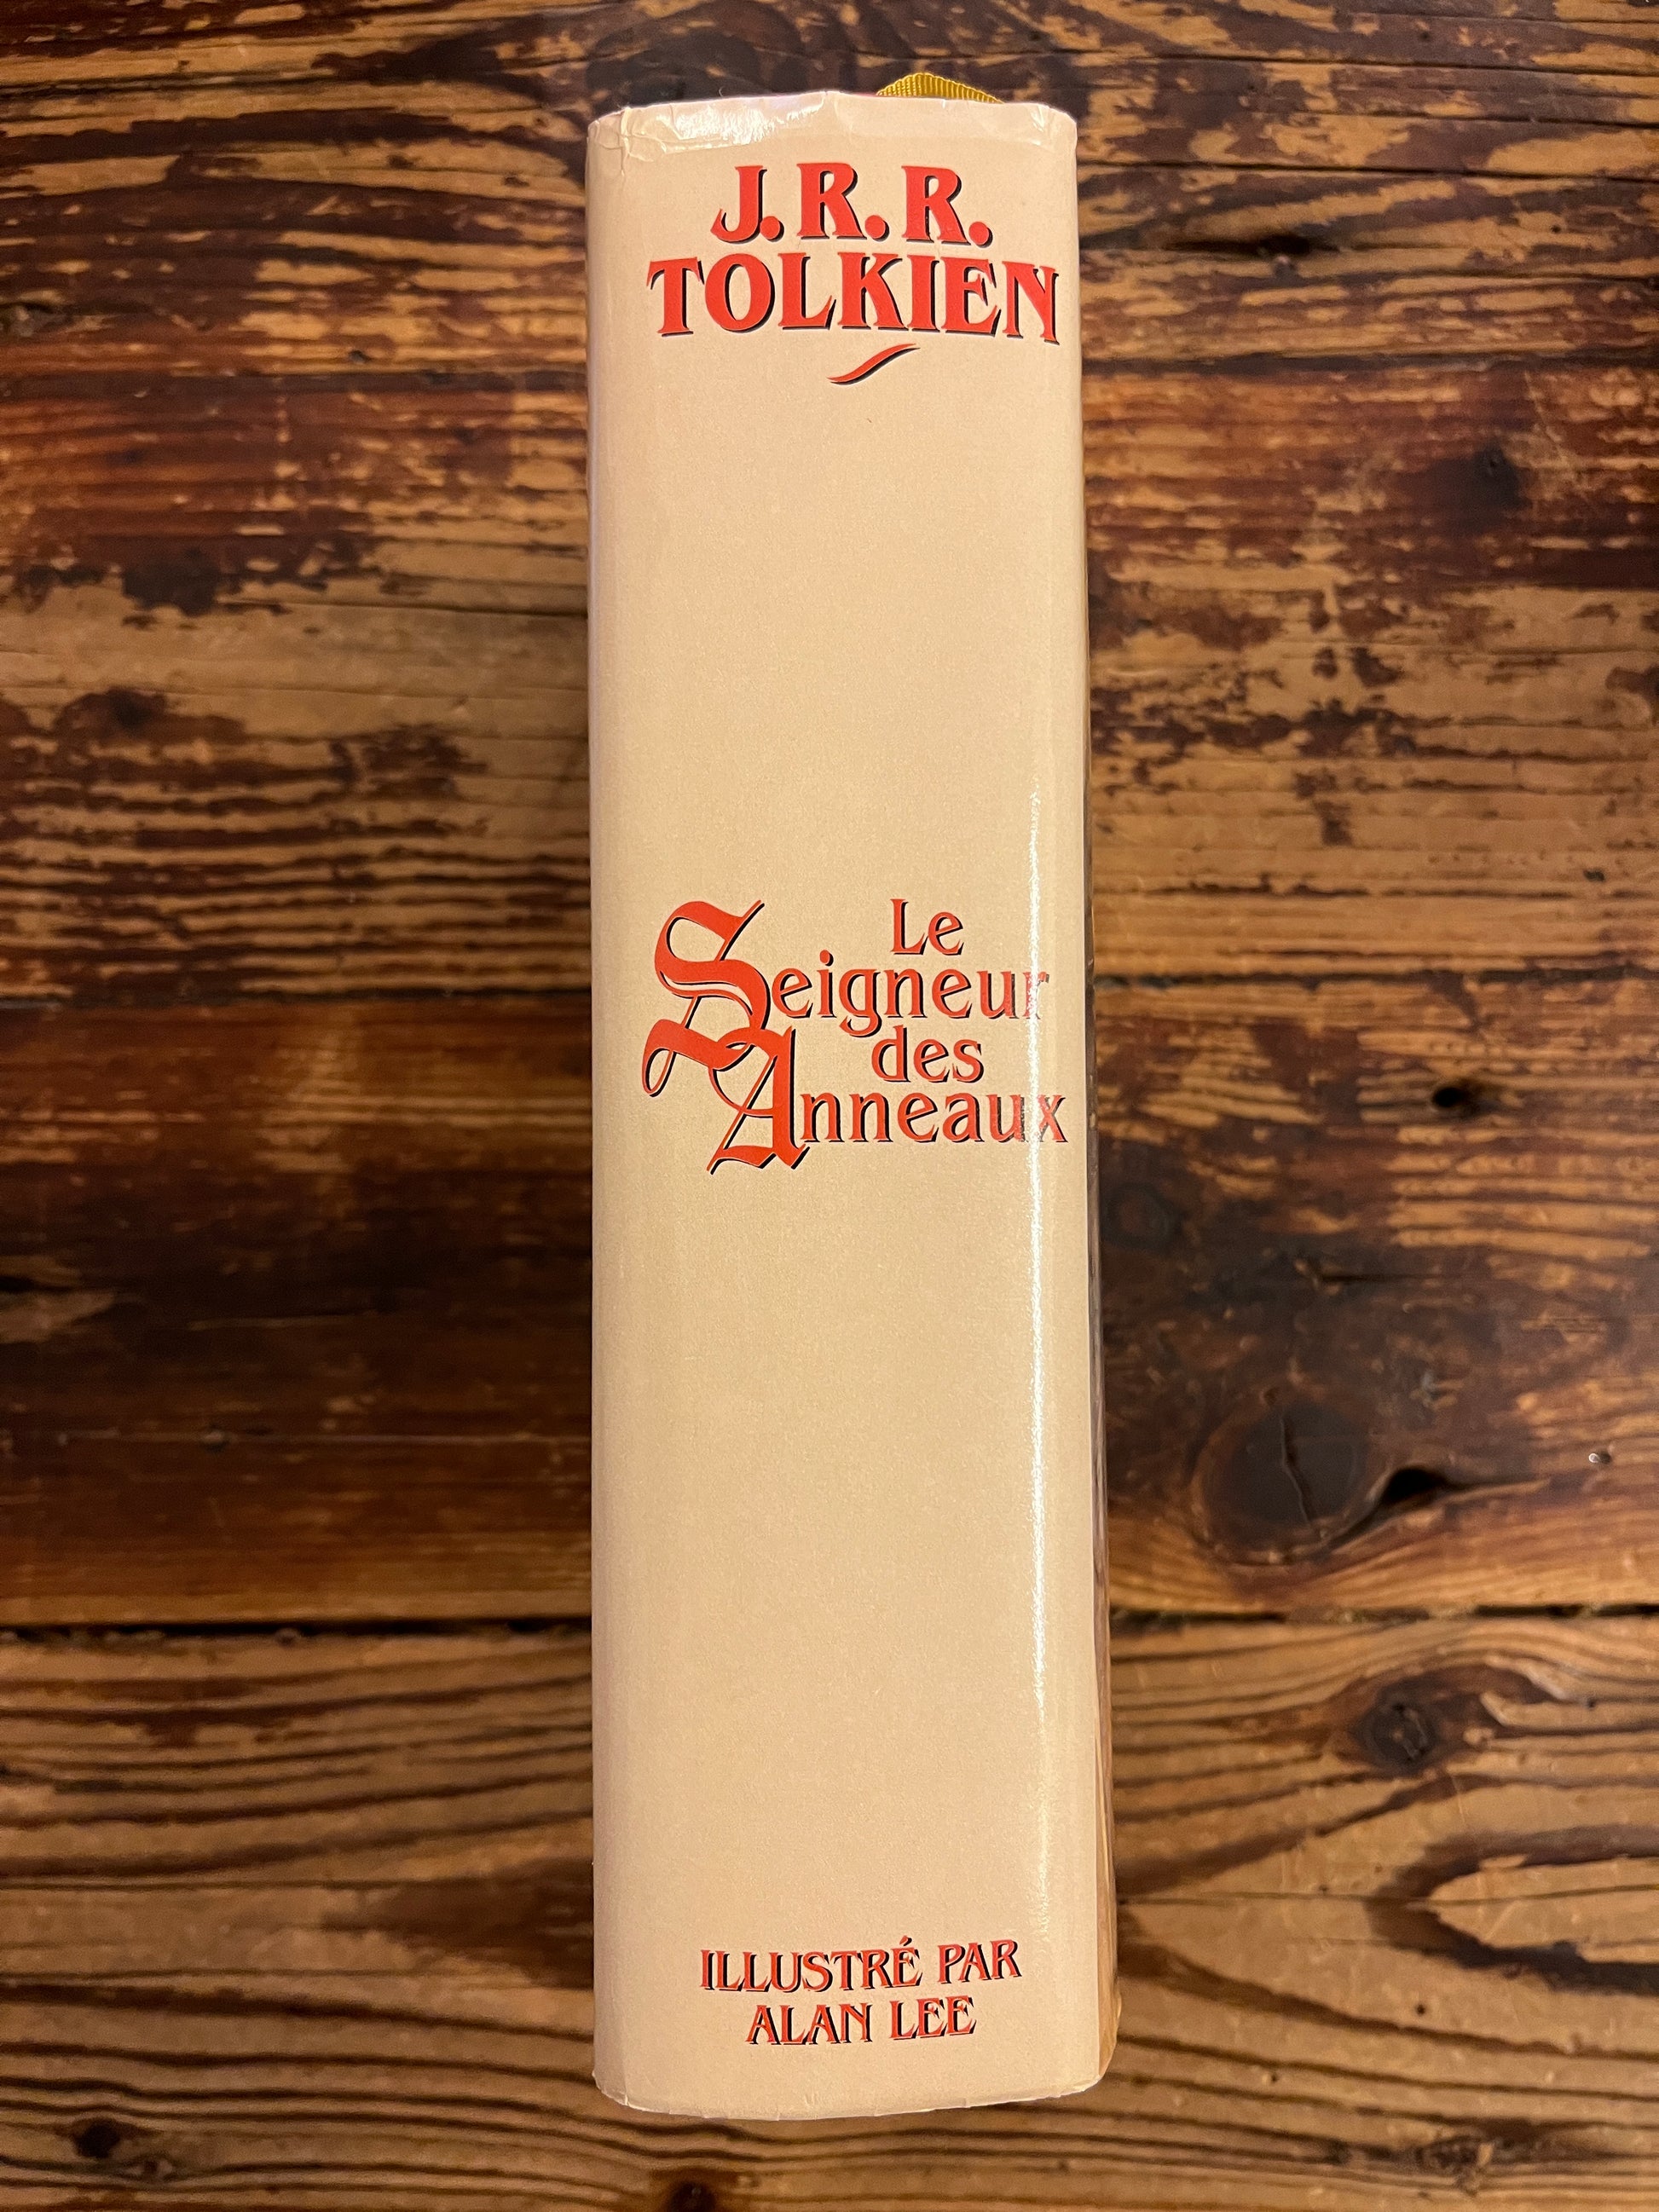 J.R.R.
TOLKIEN
Le
Seigneur
des
Anneaux
ILLUSTRÉ PAR
ALAN LEE